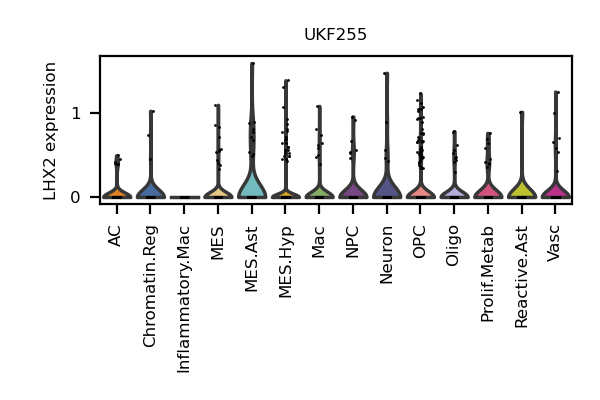 UKF255
LHX2 expression
1
0
AC
Chromatin.Reg
Inflammatory.Mac
MES
MES.Ast
MES.Hyp
Mac
NPC
Neuron
OPC
Oligo
Prolif.Metab
Reactive.Ast
Vasc